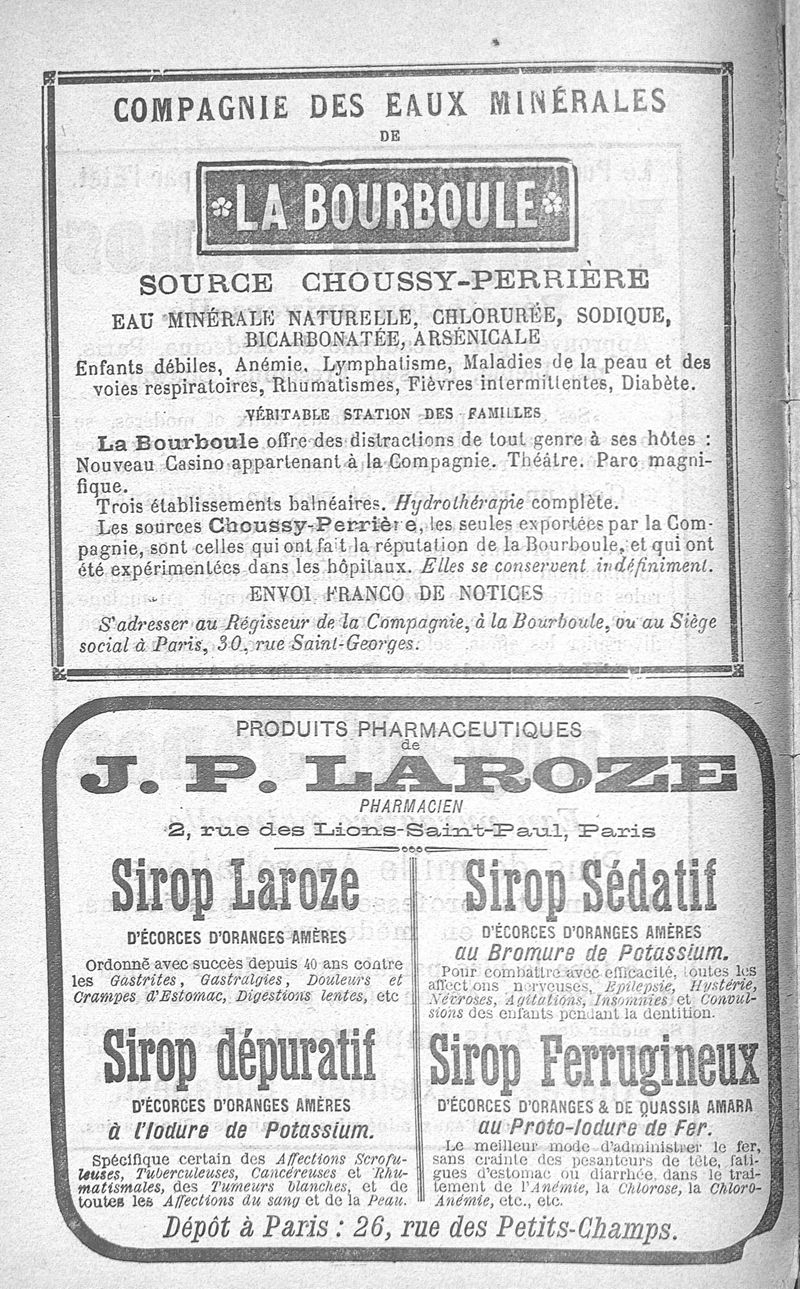 COMPAGNIE DES EAUX MINÉRALES
DE
LA BOURBOULE
SOURCE CHOUSSY-PERRIÈRE
EAU MINÉRALE NATURELLE, CHLORURÉE, SODIQUE,
BICARBONATÉE, ARSÉNICALE
Enfants débiles, Anémie, Lymphatisme, Maladies de la peau et des
voies respiratoires, Rhumatismes, Fièvres intermittentes, Diabète.
VÉRITABLE STATION DES FAMILLES
La Bourboule offre des distractions de tout genre à ses hôtes :
Nouveau Casino appartenant à la Compagnie. Théâtre. Parc magni-
fique.
Trois établissements balnéaires. Hydrothérapie complète.
Les sources Choussy-Perrière, les seules exportées par la Com-
pagnie, sont celles qui ont fait la réputation de la Bourboule, et qui ont
été expérimentées dans les hôpitaux. Elles se conservent indéfiniment.
ENVOI FRANCO DE NOTICES
S'adresser au Régisseur de la Compagnie, à la Bourboule, ou au Siège
social à Paris, 30, rue Saint-Georges.
PRODUITS PHARMACEUTIQUES
de
J. P. LAROZE
PHARMACIEN
2, rue des Lions-Saint-Paul, Paris
Sirop Laroze
D'ÉCORCES D'ORANGES AMÈRES
Ordonné avec succès depuis 40 ans contre
les Gastrites, Gastralgies, Douleurs et
Crampes d'Estomac, Digestions lentes, etc
Sirop Sédatif
D'ÉCORCES D'ORANGES AMÈRES
au Bromure de Potassium.
Pour combattre avec efficacité, toutes les
affections nerveuses, Epilepsie, Hystérie,
Nécroses, Agitations, Insomnies et Convul-
sions des enfants pendant la dentition.
Sirop dépuratif
D'ÉCORCES D'ORANGES AMÈRES
à l'Iodure de Potassium.
Spécifique certain des Affections Scrofu-
leuses, Tuberculeuses, Cancéreuses et Rhu-
matismales, des Tumeurs blanches, et de
toutes les Affections du sang et de la Peau.
Sirop Ferrugineux
D'ÉCORCES D'ORANGES & DE QUASSIA AMARA
au Proto-Iodure de Fer.
Le meilleur mode d'administrer le fer,
sans crainte des pesanteurs de tête, fati-
gues d'estomac ou diarrhée dans le trai-
tement de l'Anémie, la Chlorose, la Chloro-
Anémie, etc., etc.
Dépôt à Paris : 26, rue des Petits-Champs.